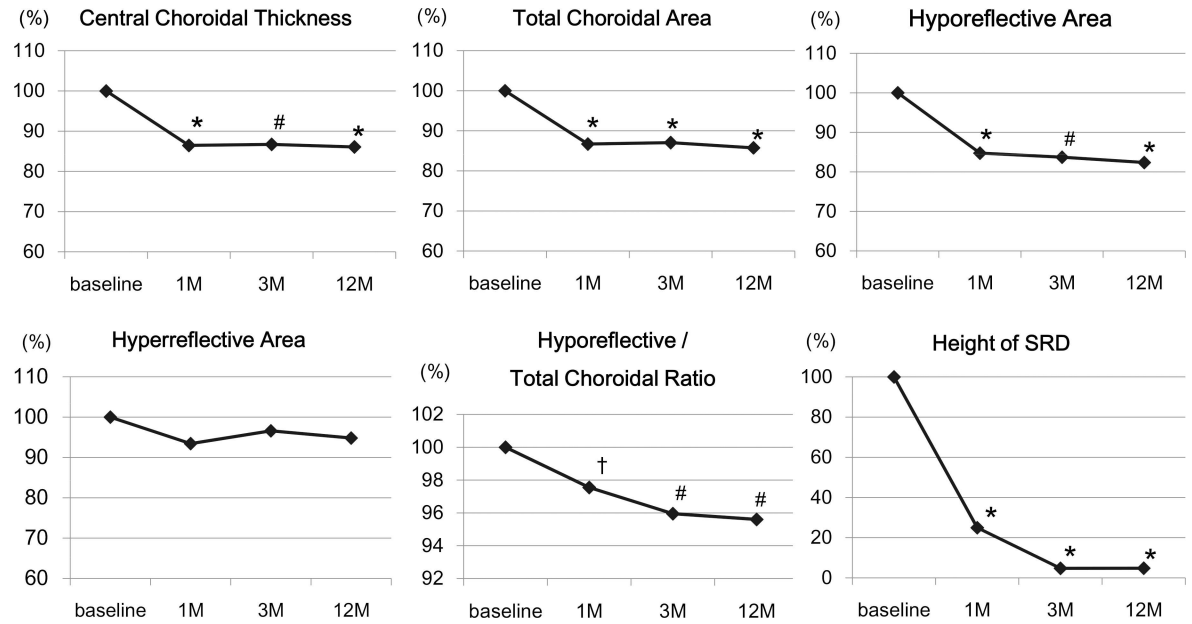 (%) Central Choroidal Thickness
110
100
90
80
70
60
* # *
baseline 1M 3M 12M
(%) Total Choroidal Area
110
100
90
80
70
60
* * *
baseline 1M 3M 12M
(%) Hyporeflective Area
110
100
90
80
70
60
* # *
baseline 1M 3M 12M
(%) Hyperreflective Area
110
100
90
80
70
60
baseline 1M 3M 12M
Hyporeflective /
(%) Total Choroidal Ratio
102
100
98
96
94
92
† # #
baseline 1M 3M 12M
(%) Height of SRD
100
80
60
40
20
0
* * *
baseline 1M 3M 12M